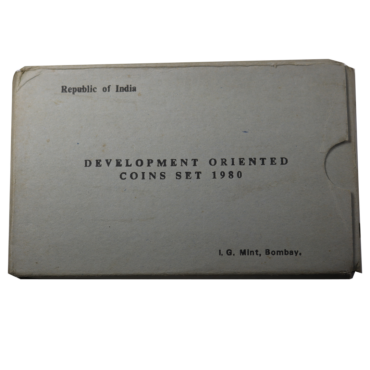 Republic of India
DEVELOPMENT ORIENTED
COINS SET 1980
I. G. Mint, Bombay.